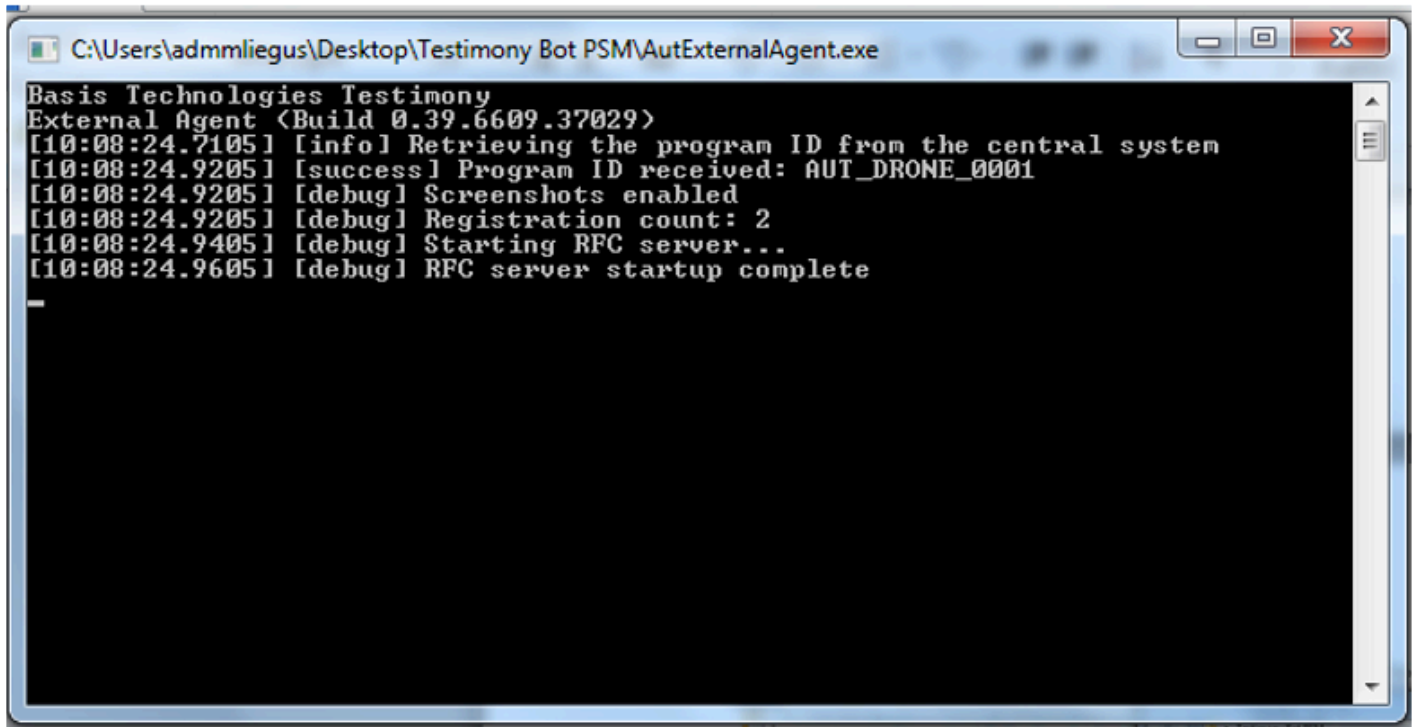 C:\Users\admmliegus\Desktop\Testimony Bot PSM\AutExternalAgent.exe
Basis Technologies Testimony
External Agent (Build 0.39.6609.37029)
[10:08:24.7105] [info] Retrieving the program ID from the central system
[10:08:24.9205] [success] Program ID received: AUT_DRONE_0001
[10:08:24.9205] [debug] Screenshots enabled
[10:08:24.9205] [debug] Registration count: 2
[10:08:24.9405] [debug] Starting RFC server...
[10:08:24.9605] [debug] RFC server startup complete